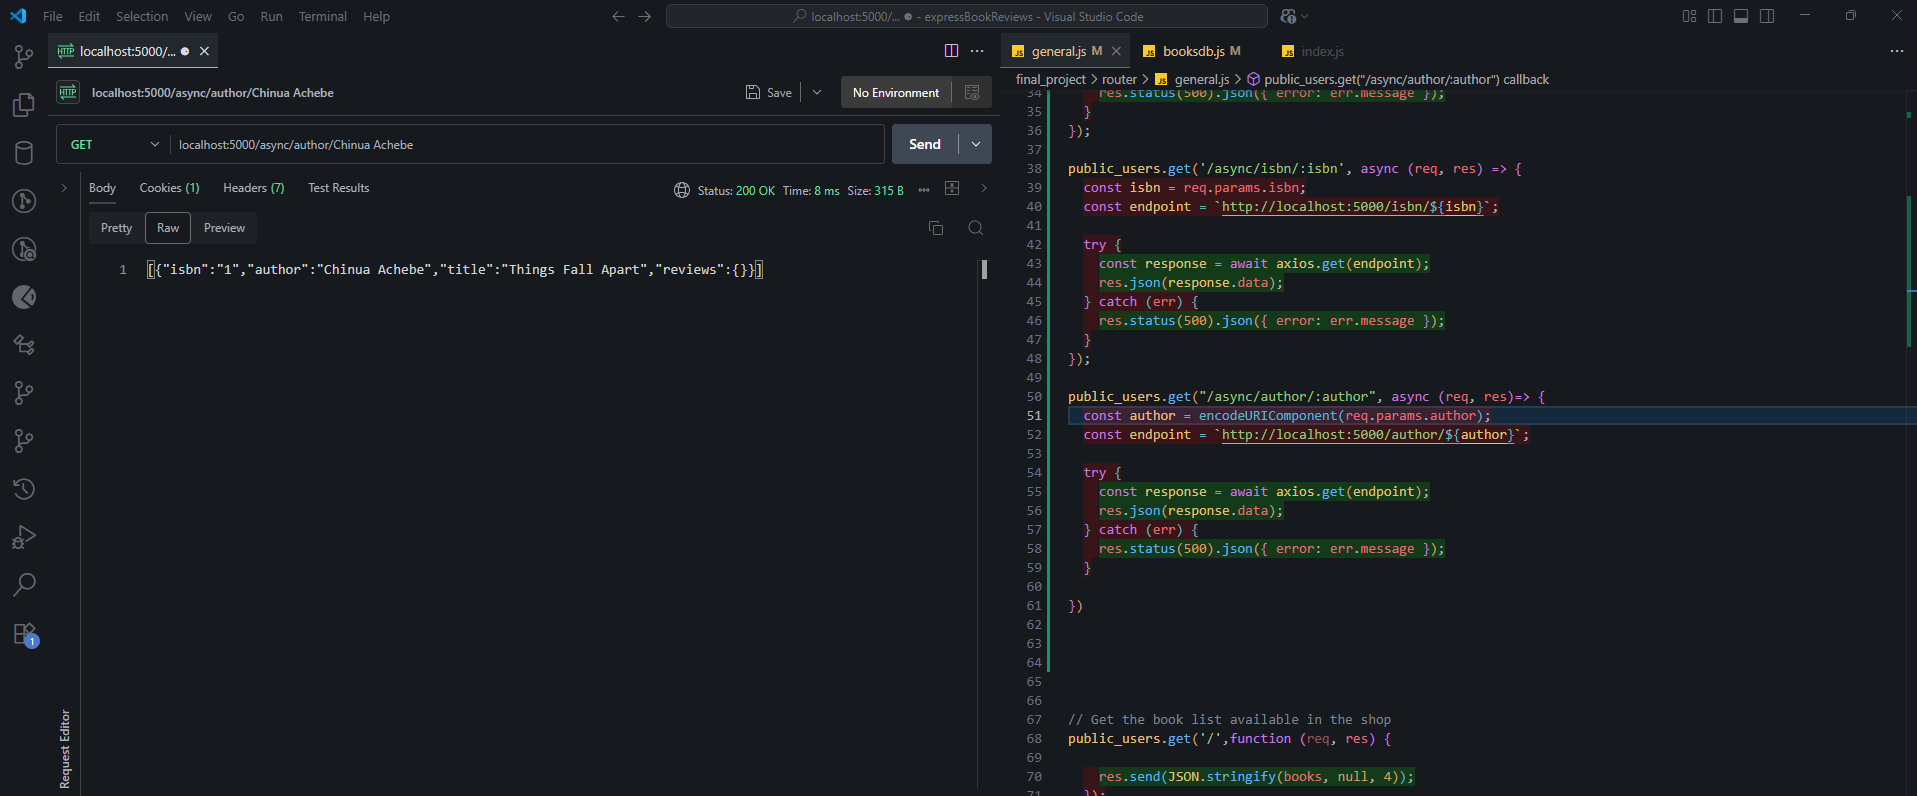 File Edit Selection View Go Run Terminal Help
localhost:5000/... ● - expressBookReviews - Visual Studio Code
localhost:5000/... ●
HTTP localhost:5000/async/author/Chinua Achebe
Save
No Environment
GET
localhost:5000/async/author/Chinua Achebe
Send
Body Cookies (1) Headers (7) Test Results
Status: 200 OK Time: 8 ms Size: 315 B
Pretty Raw Preview
1 [{"isbn":"1","author":"Chinua Achebe","title":"Things Fall Apart","reviews":{}}]
Request Editor
1
JS general.js M JS booksdb.js M JS index.js
final_project > router > JS general.js > public_users.get("/async/author/:author") callback
34 res.status(500).json({ error: err.message });
35 }
36 });
37
38 public_users.get('/async/isbn/:isbn', async (req, res) => {
39 const isbn = req.params.isbn;
40 const endpoint = `http://localhost:5000/isbn/${isbn}`;
41
42 try {
43 const response = await axios.get(endpoint);
44 res.json(response.data);
45 } catch (err) {
46 res.status(500).json({ error: err.message });
47 }
48 });
49
50 public_users.get("/async/author/:author", async (req, res)=> {
51 const author = encodeURIComponent(req.params.author);
52 const endpoint = `http://localhost:5000/author/${author}`;
53
54 try {
55 const response = await axios.get(endpoint);
56 res.json(response.data);
57 } catch (err) {
58 res.status(500).json({ error: err.message });
59 }
60
61 })
62
63
64
65
66
67 // Get the book list available in the shop
68 public_users.get('/',function (req, res) {
69
70 res.send(JSON.stringify(books, null, 4));
71 });